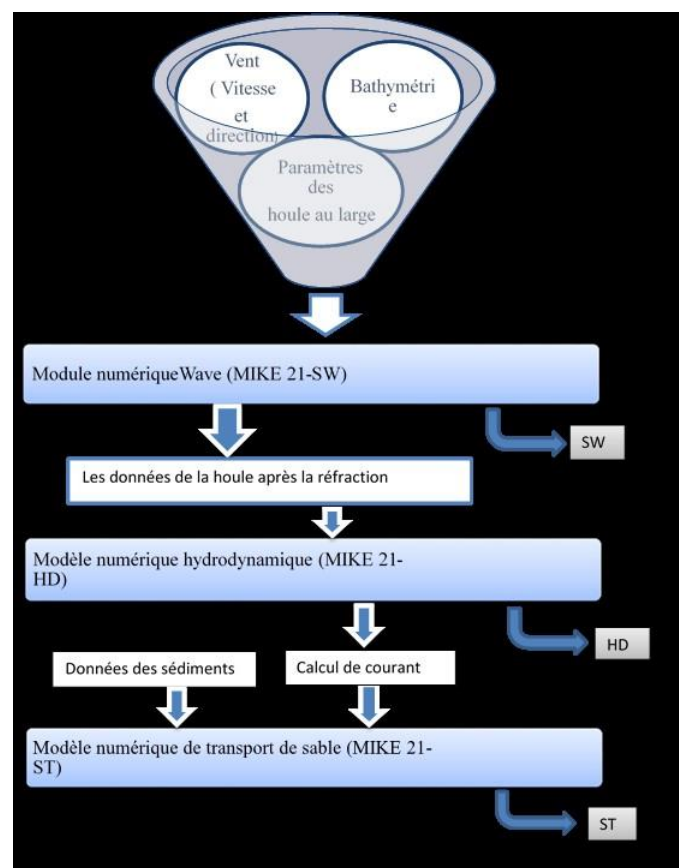 Vent
( Vitesse
et
direction)
Bathymétri
e
Paramètres
des
houle au large
Module numériqueWave (MIKE 21-SW)
SW
Les données de la houle après la réfraction
Modèle numérique hydrodynamique (MIKE 21-
HD)
HD
Données des sédiments
Calcul de courant
Modèle numérique de transport de sable (MIKE 21-
ST)
ST